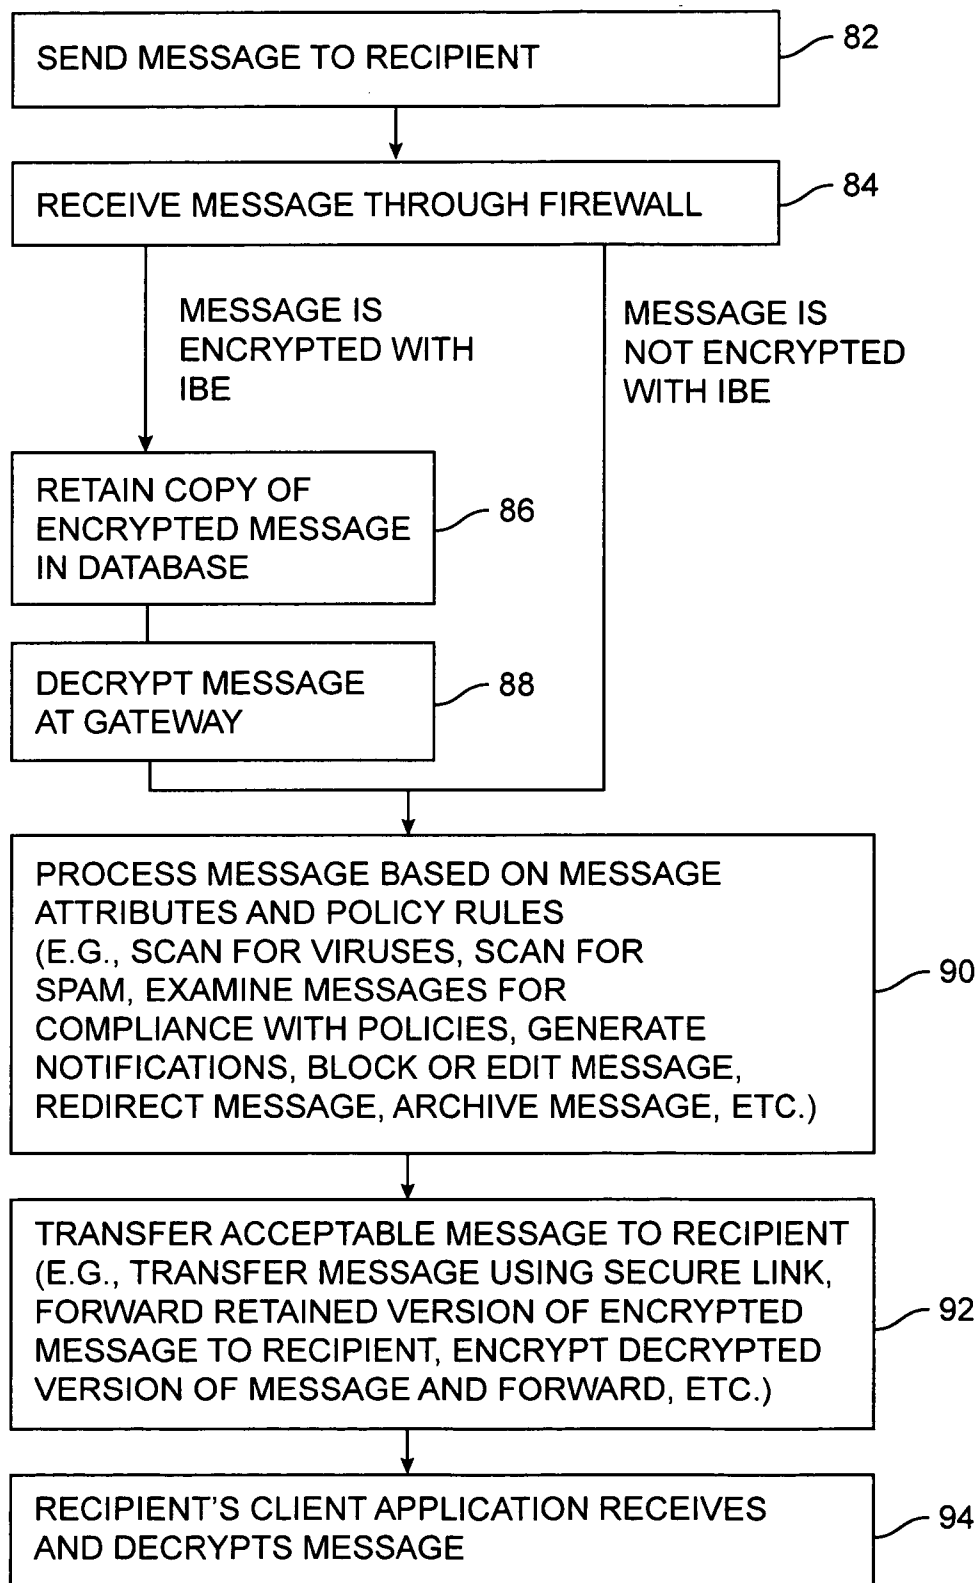 SEND MESSAGE TO RECIPIENT
82
RECEIVE MESSAGE THROUGH FIREWALL
84
MESSAGE IS
ENCRYPTED WITH
IBE
MESSAGE IS
NOT ENCRYPTED
WITH IBE
RETAIN COPY OF
ENCRYPTED MESSAGE
IN DATABASE
86
DECRYPT MESSAGE
AT GATEWAY
88
PROCESS MESSAGE BASED ON MESSAGE
ATTRIBUTES AND POLICY RULES
(E.G., SCAN FOR VIRUSES, SCAN FOR
SPAM, EXAMINE MESSAGES FOR
COMPLIANCE WITH POLICIES, GENERATE
NOTIFICATIONS, BLOCK OR EDIT MESSAGE,
REDIRECT MESSAGE, ARCHIVE MESSAGE, ETC.)
90
TRANSFER ACCEPTABLE MESSAGE TO RECIPIENT
(E.G., TRANSFER MESSAGE USING SECURE LINK,
FORWARD RETAINED VERSION OF ENCRYPTED
MESSAGE TO RECIPIENT, ENCRYPT DECRYPTED
VERSION OF MESSAGE AND FORWARD, ETC.)
92
RECIPIENT'S CLIENT APPLICATION RECEIVES
AND DECRYPTS MESSAGE
94